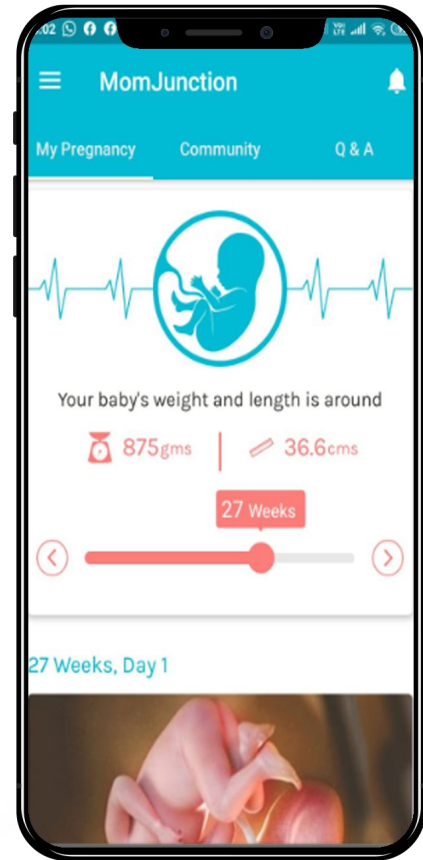 :02
MomJunction
My Pregnancy Community Q & A
Your baby's weight and length is around
875gms 36.6cms
27 Weeks
27 Weeks, Day 1